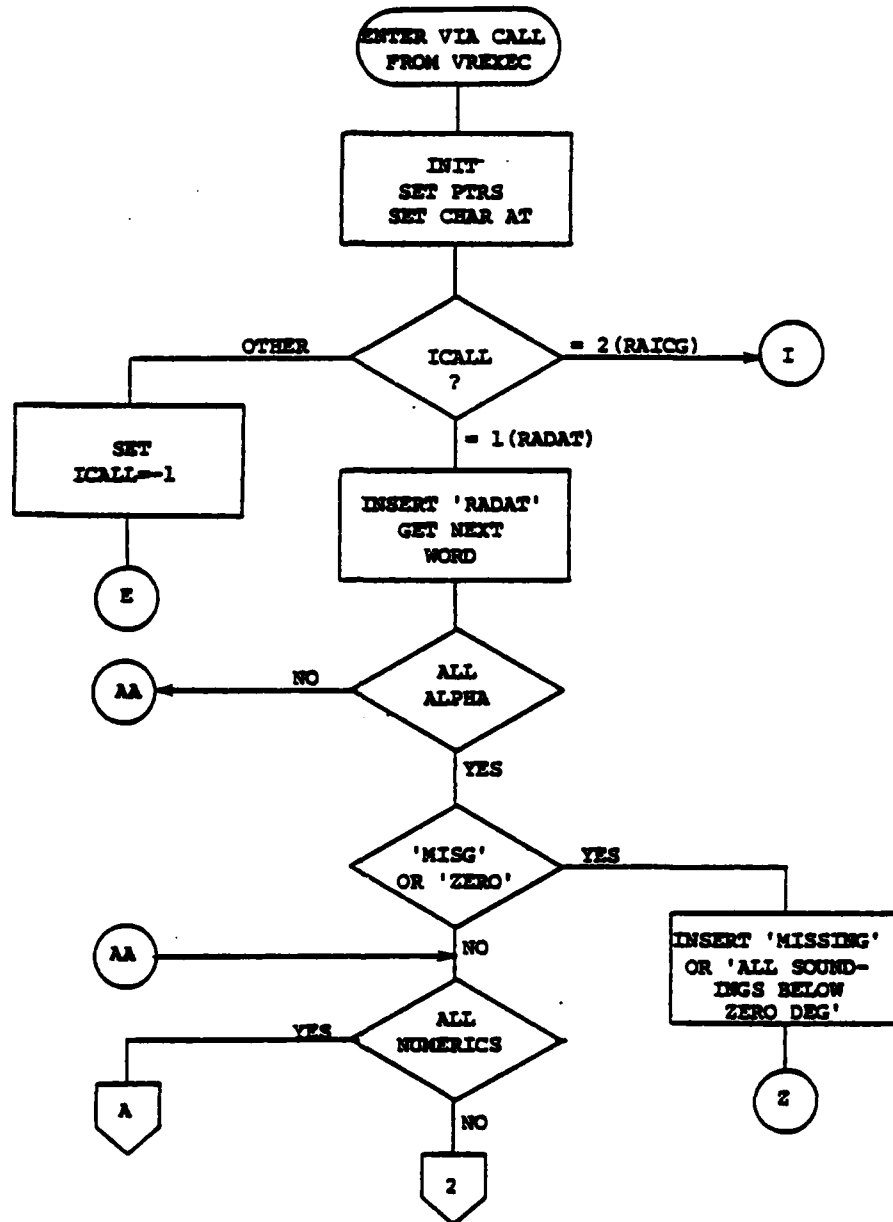 ENTER VIA CALL
FROM VREXEC
INIT
SET PTRS
SET CHAR AT
OTHER
ICALL
?
= 2(RAICG)
I
= 1(RADAT)
SET
ICALL=-1
E
INSERT 'RADAT'
GET NEXT
WORD
ALL
ALPHA
NO
AA
YES
'MISG'
OR 'ZERO'
YES
INSERT 'MISSING'
OR 'ALL SOUND-
INGS BELOW
ZERO DEG'
Z
AA
NO
ALL
NUMERICS
YES
A
NO
2